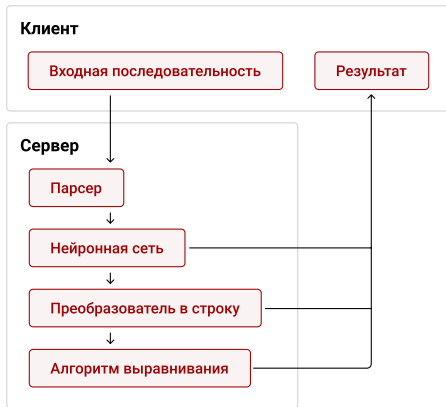 Клиент
Входная последовательность
Результат
Сервер
Парсер
Нейронная сеть
Преобразователь в строку
Алгоритм выравнивания